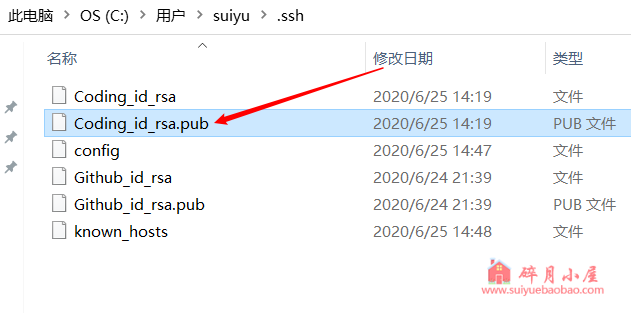 此电脑 > OS (C:) > 用户 > suiyu > .ssh
名称 修改日期 类型
Coding_id_rsa 2020/6/25 14:19 文件
Coding_id_rsa.pub 2020/6/25 14:19 PUB 文件
config 2020/6/25 14:47 文件
Github_id_rsa 2020/6/24 21:39 文件
Github_id_rsa.pub 2020/6/24 21:39 PUB 文件
known_hosts 2020/6/25 14:48 文件
碎月小屋
www.suiyuebaobao.com